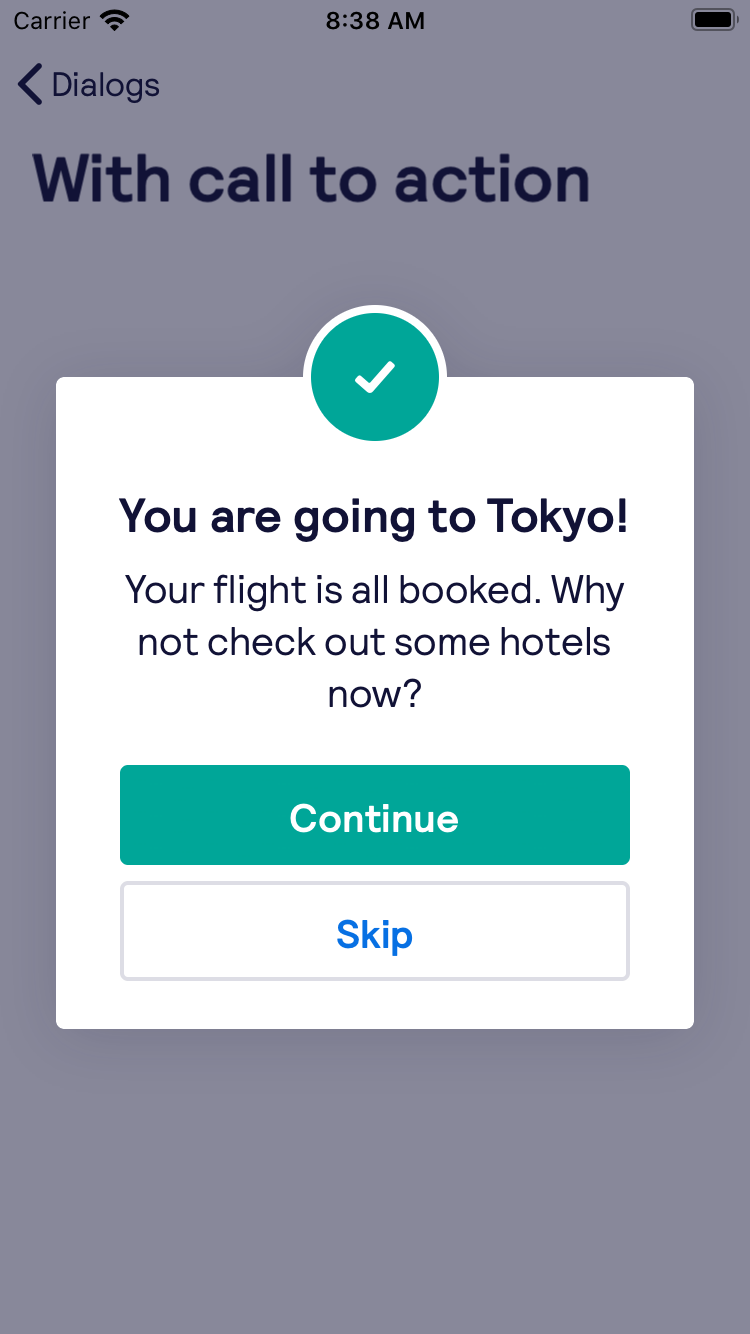 Carrier 8:38 AM
Dialogs
With call to action
You are going to Tokyo!
Your flight is all booked. Why
not check out some hotels
now?
Continue
Skip